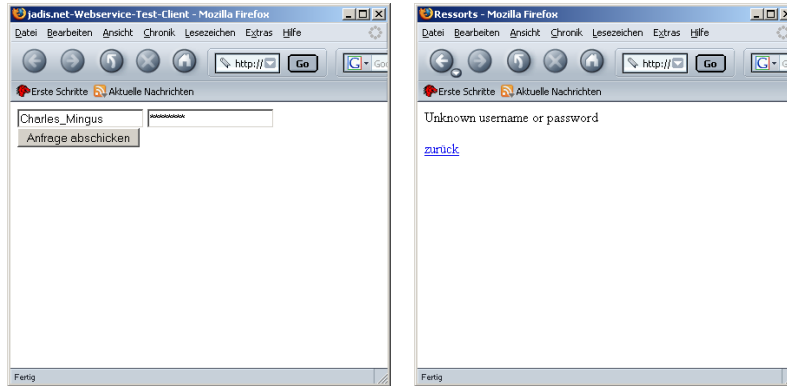 jadis.net-Webservice-Test-Client - Mozilla Firefox
Datei Bearbeiten Ansicht Chronik Lesezeichen Extras Hilfe
http:// Go G
Erste Schritte Aktuelle Nachrichten
Charles_Mingus ********
Anfrage abschicken
Fertig
Ressorts - Mozilla Firefox
Datei Bearbeiten Ansicht Chronik Lesezeichen Extras Hilfe
http:// Go G
Erste Schritte Aktuelle Nachrichten
Unknown username or password
zurück
Fertig